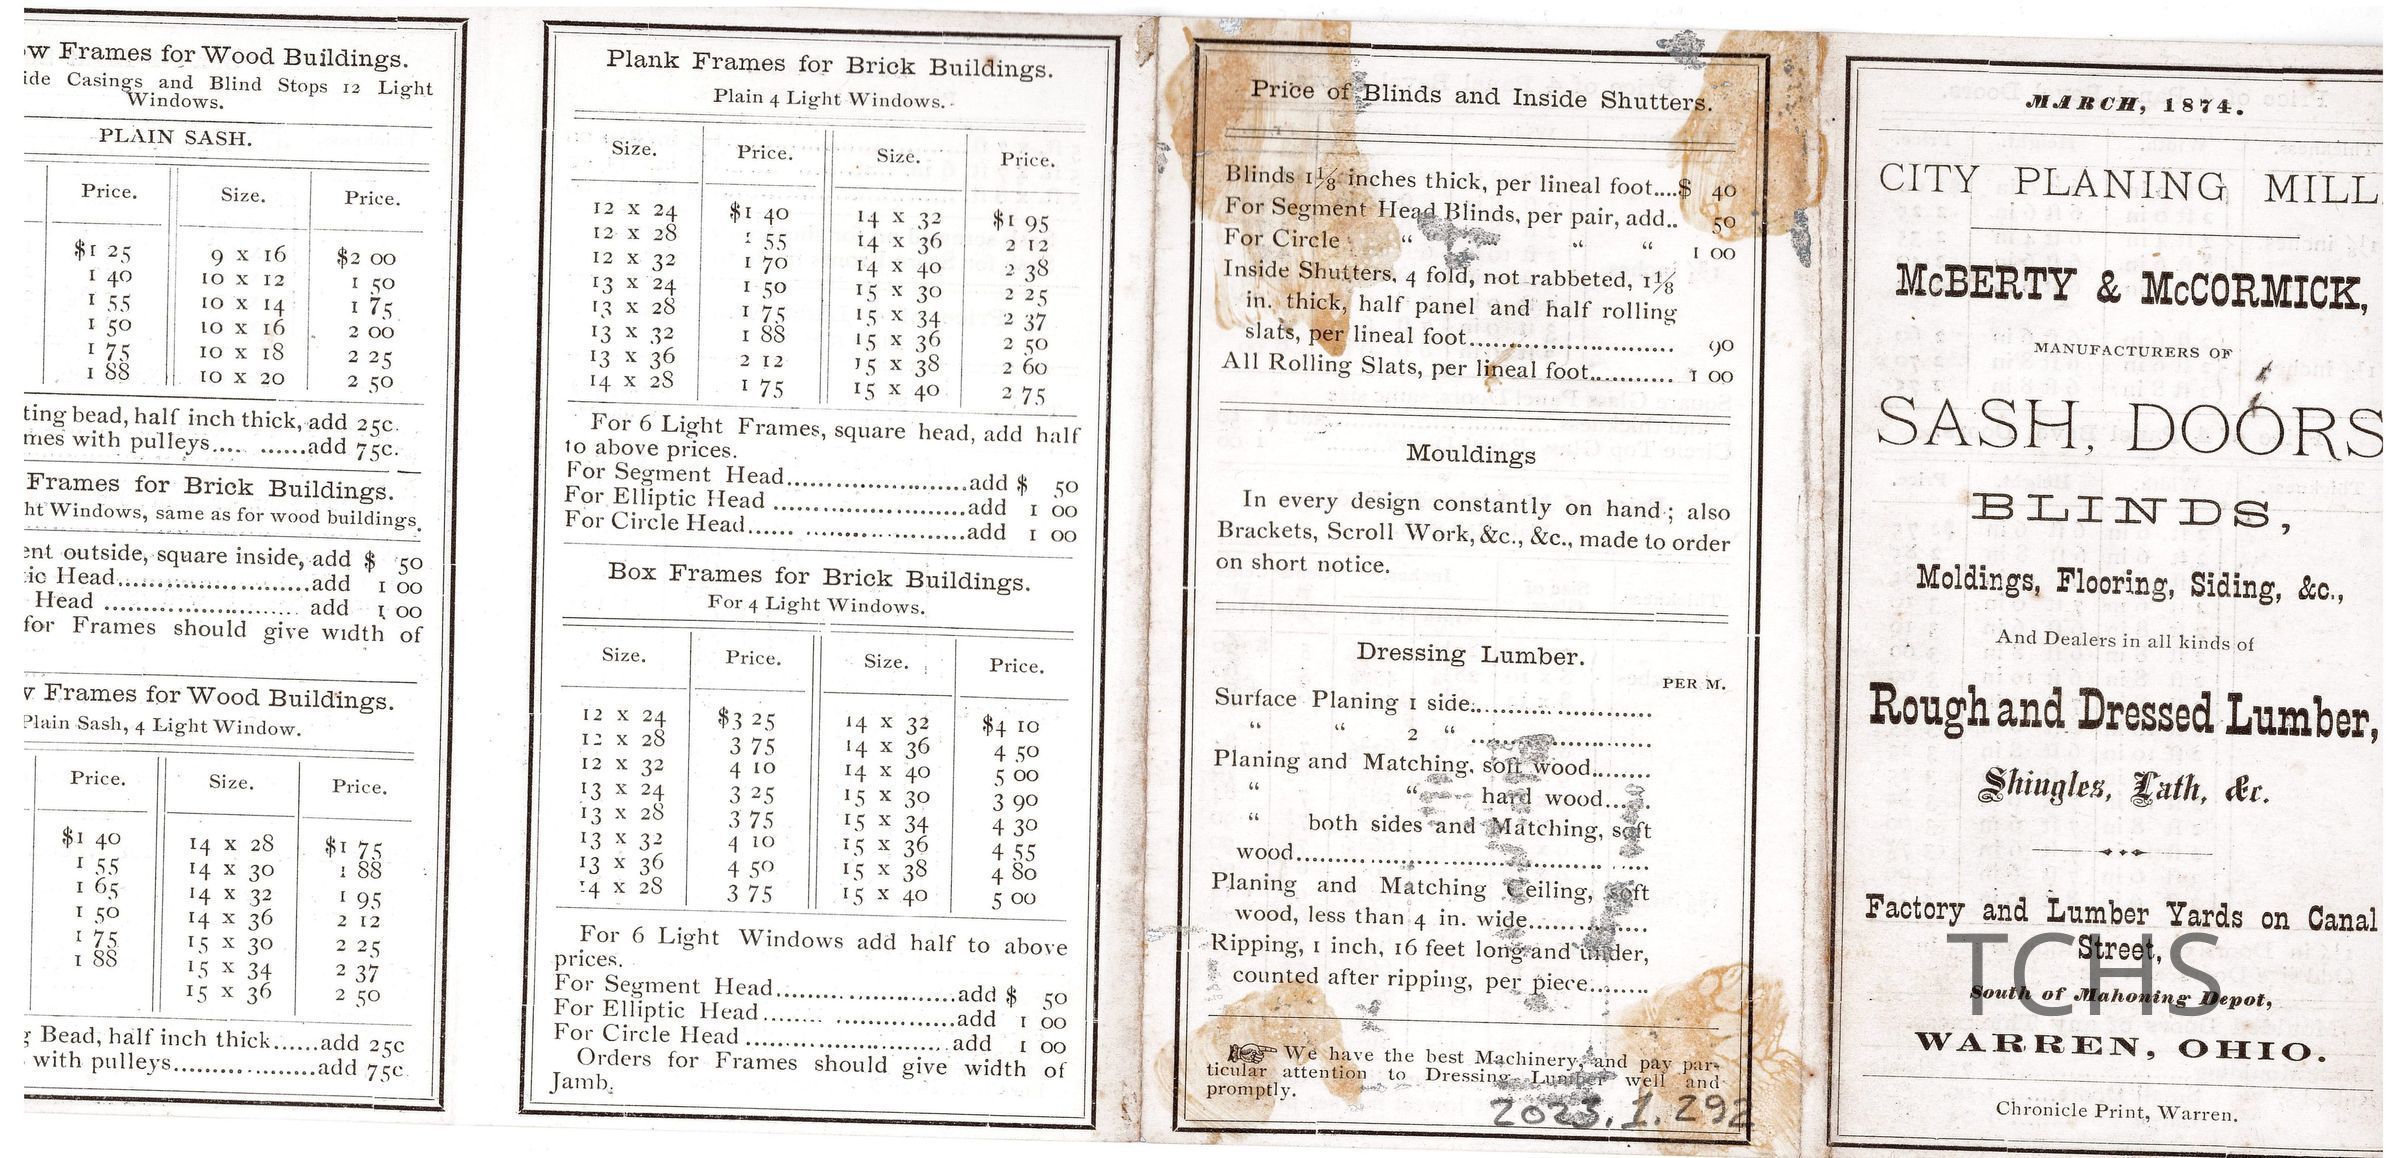 Frames for Wood Buildings.
Casings and Blind Stops 12 Light
Windows.
PLAIN SASH.
Price. Size. Price.
$1 25 9 x 16 $2 00
1 40 10 x 12 1 50
1 55 10 x 14 1 75
1 50 10 x 16 2 00
1 75 10 x 18 2 25
1 88 10 x 20 2 50
bead, half inch thick, add 25c.
with pulleys.... ......add 75c.
Frames for Brick Buildings.
Windows, same as for wood buildings.
outside, square inside, add $ 50
Head............................add 1 00
Head ............................ add 1 00
for Frames should give width of
Frames for Wood Buildings.
Plain Sash, 4 Light Window.
Price. Size. Price.
$1 40 14 x 28 $1 75
1 55 14 x 30 1 88
1 65 14 x 32 1 95
1 50 14 x 36 2 12
1 75 15 x 30 2 25
1 88 15 x 34 2 37
15 x 36 2 50
Bead, half inch thick......add 25c
with pulleys....................add 75c
Plank Frames for Brick Buildings.
Plain 4 Light Windows.
Size. Price. Size. Price.
12 x 24 $1 40 14 x 32 $1 95
12 x 28 1 55 14 x 36 2 12
12 x 32 1 70 14 x 40 2 38
13 x 24 1 50 15 x 30 2 25
13 x 28 1 75 15 x 34 2 37
13 x 32 1 88 15 x 36 2 50
13 x 36 2 12 15 x 38 2 60
14 x 28 1 75 15 x 40 2 75
For 6 Light Frames, square head, add half
to above prices.
For Segment Head..........................add $ 50
For Elliptic Head ..........................add 1 00
For Circle Head...... ......................add 1 00
Box Frames for Brick Buildings.
For 4 Light Windows.
Size. Price. Size. Price.
12 x 24 $3 25 14 x 32 $4 10
12 x 28 3 75 14 x 36 4 50
12 x 32 4 10 14 x 40 5 00
13 x 24 3 25 15 x 30 3 90
13 x 28 3 75 15 x 34 4 30
13 x 32 4 10 15 x 36 4 55
13 x 36 4 50 15 x 38 4 80
14 x 28 3 75 15 x 40 5 00
For 6 Light Windows add half to above
prices.
For Segment Head..........................add $ 50
For Elliptic Head........ .................add 1 00
For Circle Head ............................ add 1 00
Orders for Frames should give width of
Jamb.
Price of Blinds and Inside Shutters.
Blinds 1⅛ inches thick, per lineal foot....$ 40
For Segment Head Blinds, per pair, add.. 50
For Circle “ “ “ 1 00
Inside Shutters, 4 fold, not rabbeted, 1⅛
in. thick, half panel and half rolling
slats, per lineal foot.............................. 90
All Rolling Slats, per lineal foot............ 1 00
Mouldings
In every design constantly on hand; also
Brackets, Scroll Work, &c., &c., made to order
on short notice.
Dressing Lumber.
PER M.
Surface Planing 1 side..........................
“ “ 2 “ ..........................
Planing and Matching, soft wood........
“ “ hard wood......
“ both sides and Matching, soft
wood....................................................
Planing and Matching Ceiling, soft
wood, less than 4 in. wide.................
Ripping, 1 inch, 16 feet long and under,
counted after ripping, per piece........
☞ We have the best Machinery, and pay par-
ticular attention to Dressing Lumber well and
promptly.
2023.1.292
MARCH, 1874.
CITY PLANING MILL.
McBERTY & McCORMICK,
MANUFACTURERS OF
SASH, DOORS
BLINDS,
Moldings, Flooring, Siding, &c.,
And Dealers in all kinds of
Rough and Dressed Lumber,
Shingles, Lath, &c.
Factory and Lumber Yards on Canal
Street,
TCHS
South of Mahoning Depot,
WARREN, OHIO.
Chronicle Print, Warren.